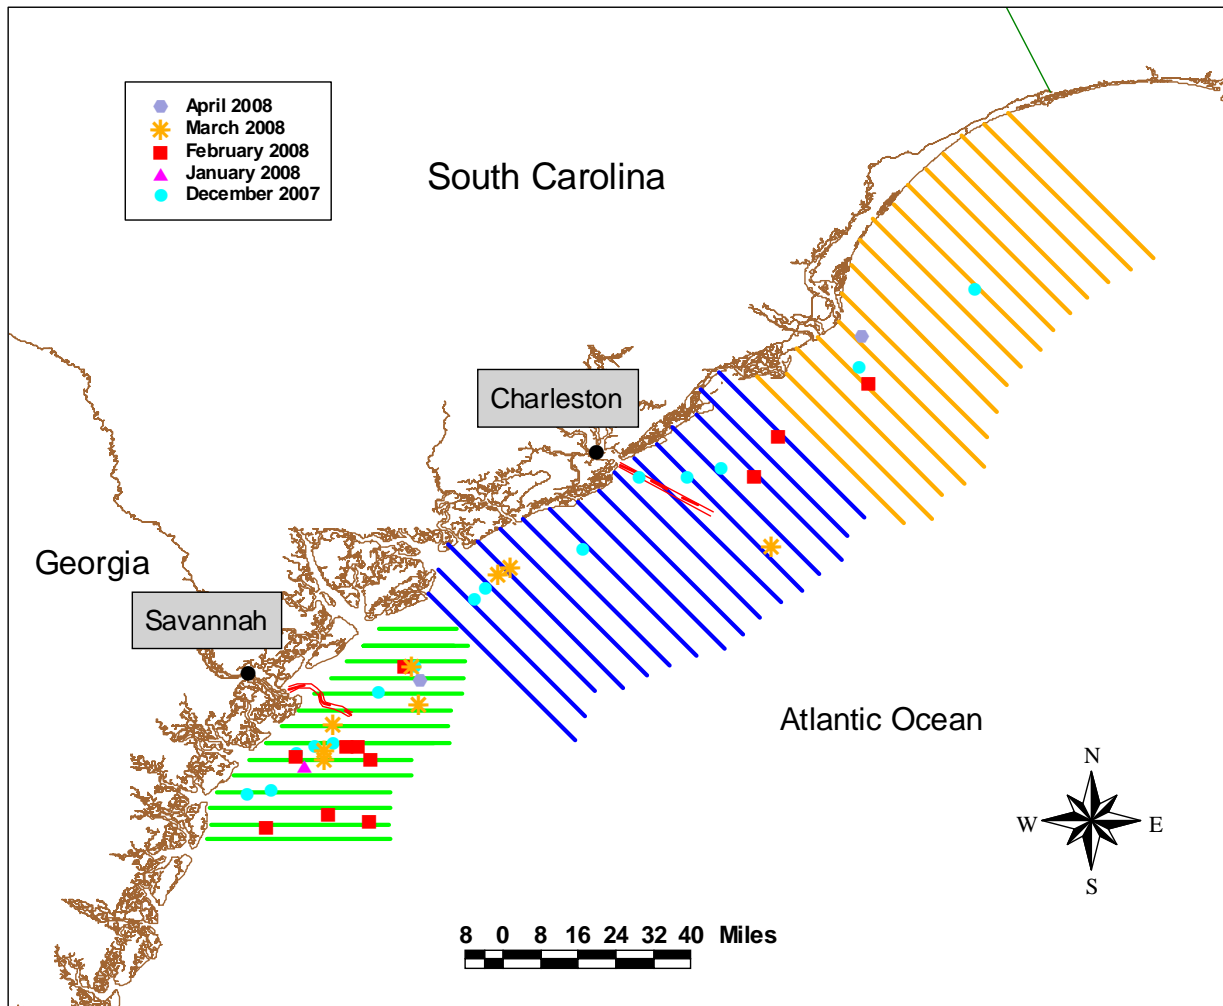 April 2008
March 2008
February 2008
January 2008
December 2007
South Carolina
Charleston
Georgia
Savannah
Atlantic Ocean
N
W E
S
8 0 8 16 24 32 40 Miles